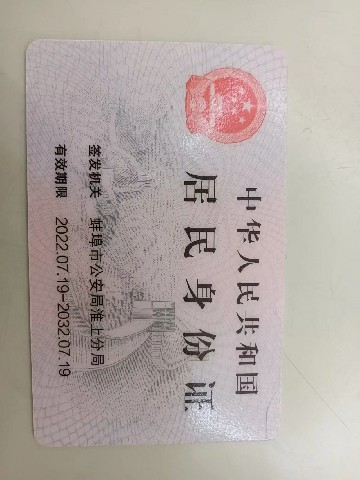 中华人民共和国
居民身份证
签发机关 蚌埠市公安局淮上分局
有效期限 2022.07.19-2032.07.19